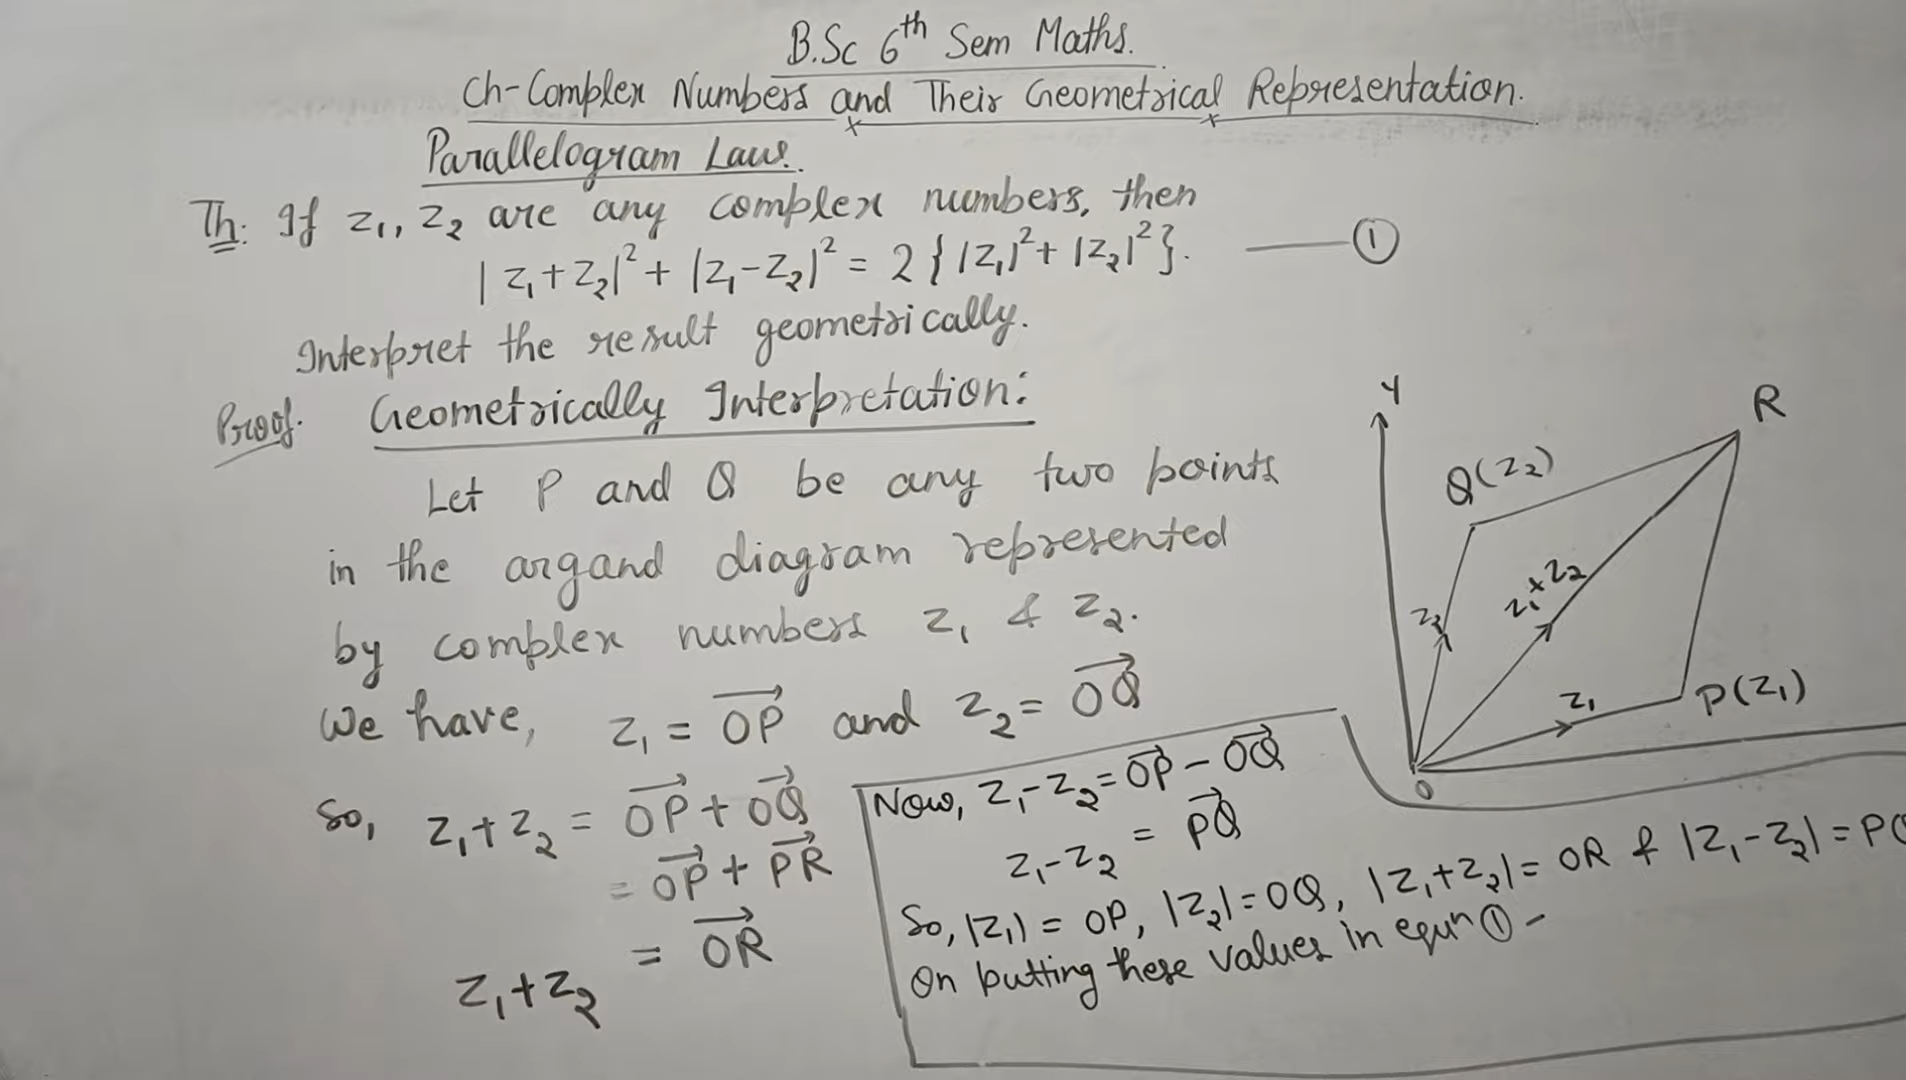 B.Sc 6th Sem Maths.
Ch-Complex Numbers and Their Geometrical Representation.
Parallelogram Law.
Th: If z₁, z₂ are any complex numbers, then
|z₁+z₂|² + |z₁-z₂|² = 2{|z₁|²+ |z₂|²}. —— ①
Interpret the result geometrically.
Proof. Geometrically Interpretation:
Let P and Q be any two points
in the argand diagram represented
by complex numbers z₁ & z₂.
We have, z₁ = OP⃗ and z₂ = OQ⃗
So, z₁+z₂ = OP⃗ + OQ⃗
= OP⃗ + PR⃗
= OR⃗
z₁+z₂
Now, z₁-z₂ = OP⃗ - OQ⃗
z₁-z₂ = PQ⃗
So, |z₁| = OP, |z₂| = OQ, |z₁+z₂| = OR & |z₁-z₂| = PQ
On putting these values in equn ① -
Y
R
Q(z₂)
z₂
z₁+z₂
z₁
P(z₁)
O